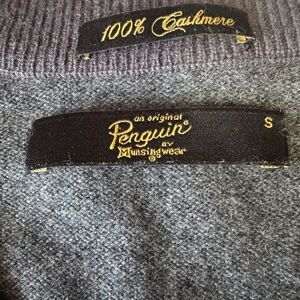 100% Cashmere
an original
Penguin®
BY
Munsingwear
®
S